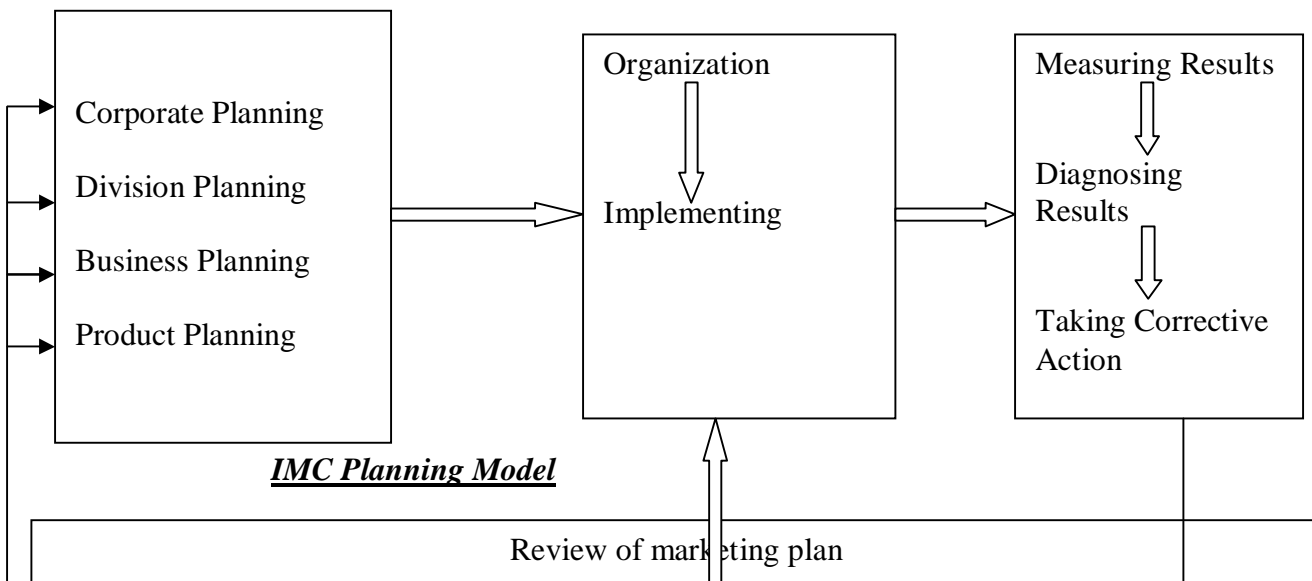 Corporate Planning
Division Planning
Business Planning
Product Planning
Organization
Implementing
Measuring Results
Diagnosing
Results
Taking Corrective
Action
IMC Planning Model
Review of marketing plan